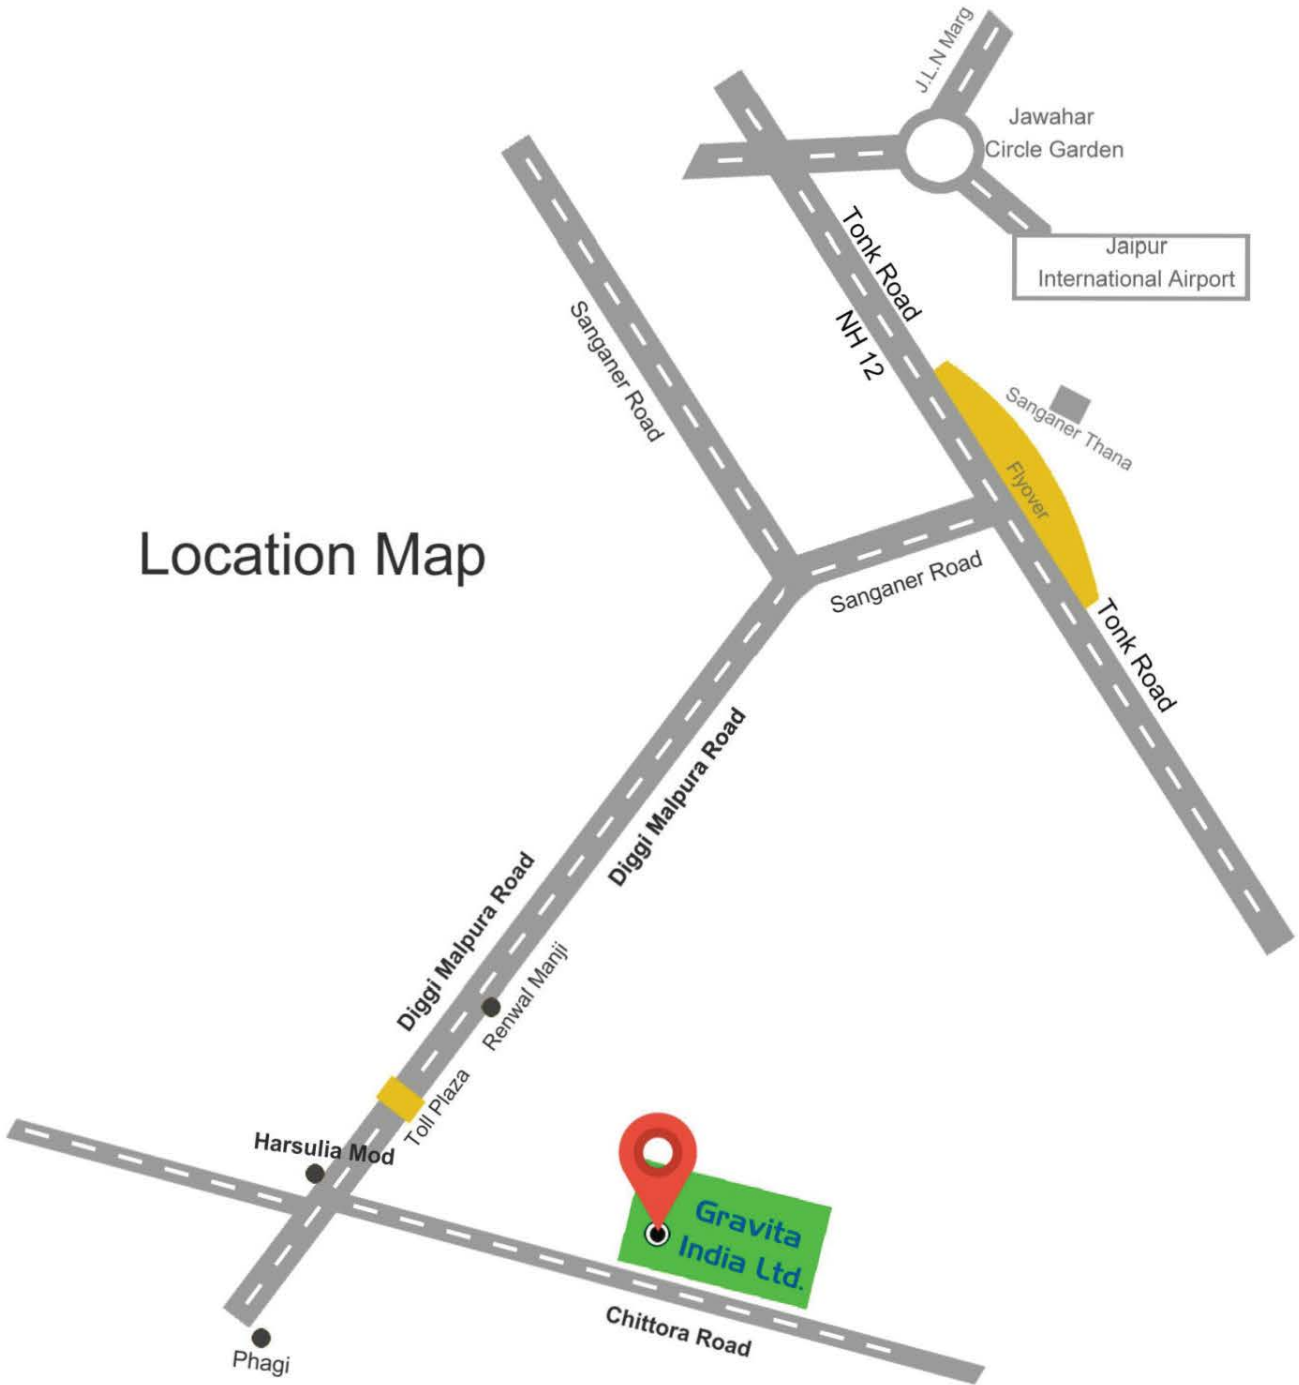 J.L.N Marg
Jawahar
Circle Garden
Jaipur
International Airport
Tonk Road
NH 12
Sanganer Road
Sanganer Thana
Flyover
Location Map
Sanganer Road
Tonk Road
Diggi Malpura Road
Diggi Malpura Road
Renwal Manji
Toll Plaza
Harsulia Mod
Gravita
India Ltd.
Chittora Road
Phagi